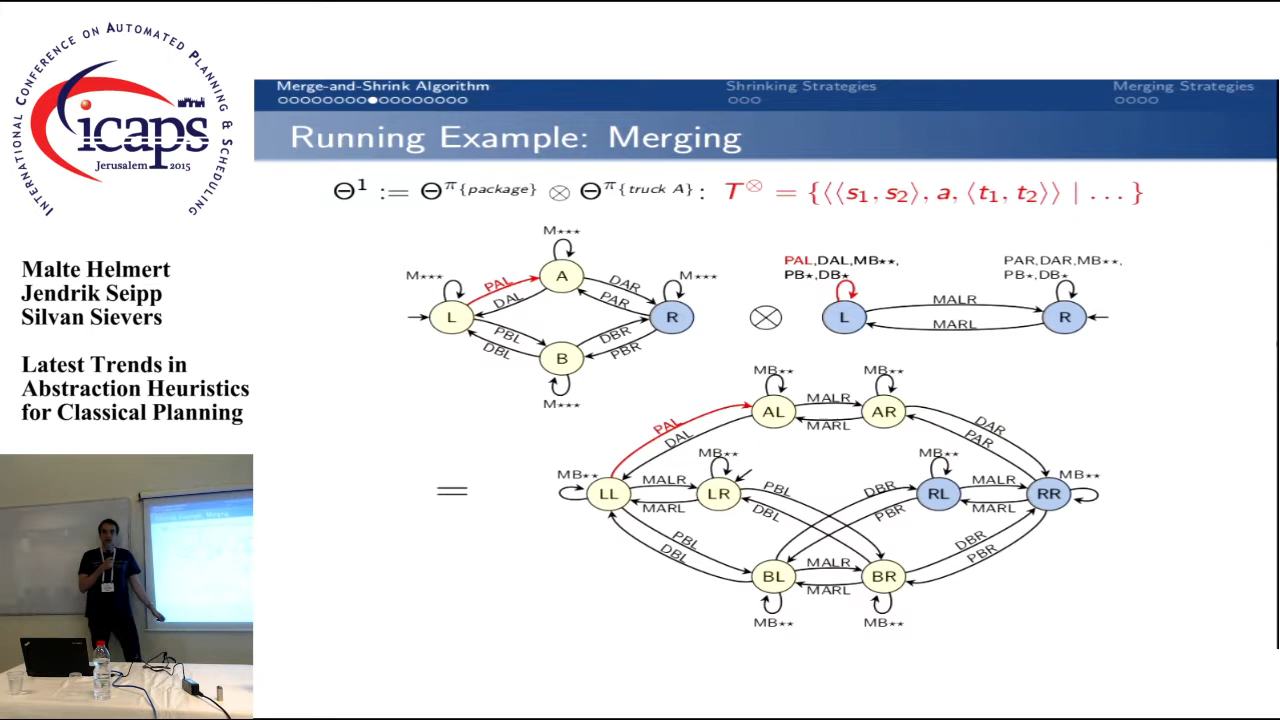 INTERNATIONAL CONFERENCE ON AUTOMATED PLANNING & SCHEDULING
icaps
Jerusalem 2015
Malte Helmert
Jendrik Seipp
Silvan Sievers
Latest Trends in
Abstraction Heuristics
for Classical Planning
Merge-and-Shrink Algorithm Shrinking Strategies Merging Strategies
Running Example: Merging
Θ¹ := Θ^π{package} ⊗ Θ^π{truck A} : T^⊗ = {⟨⟨s₁, s₂⟩, a, ⟨t₁, t₂⟩⟩ | . . . }
M⋆⋆⋆
M⋆⋆⋆ A M⋆⋆⋆
PAL DAL DAR PAR
L R
PBL DBL DBR PBR
B
M⋆⋆⋆
⊗
PAL,DAL,MB⋆⋆, PAR,DAR,MB⋆⋆,
PB⋆,DB⋆ PB⋆,DB⋆
MALR
L R
MARL
=
MB⋆⋆ MB⋆⋆
MALR
AL AR
MARL
PAL DAL DAR PAR
MB⋆⋆ MB⋆⋆ MB⋆⋆ MB⋆⋆
MALR PBL DBR MALR
LL LR RL RR
MARL DBL PBR MARL
PBL DBL DBR PBR
MALR
BL BR
MARL
MB⋆⋆ MB⋆⋆